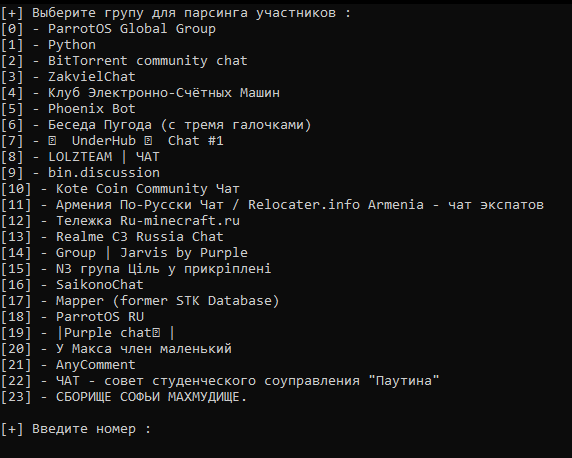 [+] Выберите групу для парсинга участников :
[0] - ParrotOS Global Group
[1] - Python
[2] - BitTorrent community chat
[3] - ZakvielChat
[4] - Клуб Электронно-Счётных Машин
[5] - Phoenix Bot
[6] - Беседа Пугода (с тремя галочками)
[7] - UnderHub Chat #1
[8] - LOLZTEAM | ЧАТ
[9] - bin.discussion
[10] - Kote Coin Community Чат
[11] - Армения По-Русски Чат / Relocater.info Armenia - чат экспатов
[12] - Тележка Ru-minecraft.ru
[13] - Realme C3 Russia Chat
[14] - Group | Jarvis by Purple
[15] - N3 група Ціль у прикріплені
[16] - SaikonoChat
[17] - Mapper (former STK Database)
[18] - ParrotOS RU
[19] - |Purple chat |
[20] - У Макса член маленький
[21] - AnyComment
[22] - ЧАТ - совет студенческого соуправления "Паутина"
[23] - СБОРИЩЕ СОФЬИ МАХМУДИЩЕ.
[+] Введите номер :